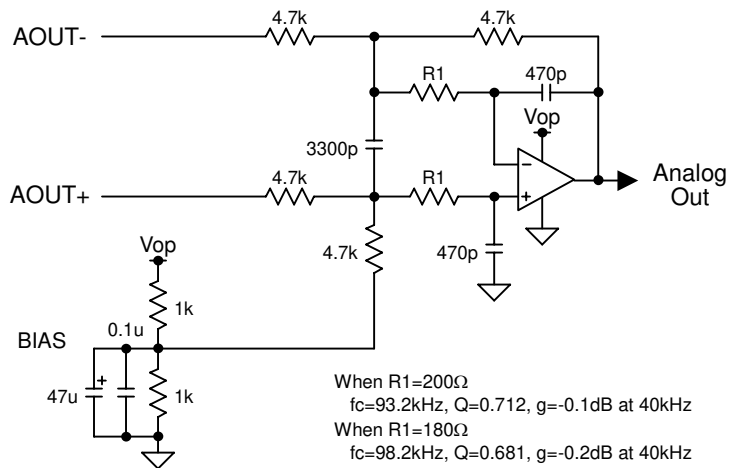 4.7k
4.7k
AOUT-
R1
470p
Vop
3300p
4.7k
R1
Analog
Out
AOUT+
−
+
Vop
4.7k
470p
1k
BIAS
0.1u
+
47u
1k
When R1=200Ω
fc=93.2kHz, Q=0.712, g=-0.1dB at 40kHz
When R1=180Ω
fc=98.2kHz, Q=0.681, g=-0.2dB at 40kHz